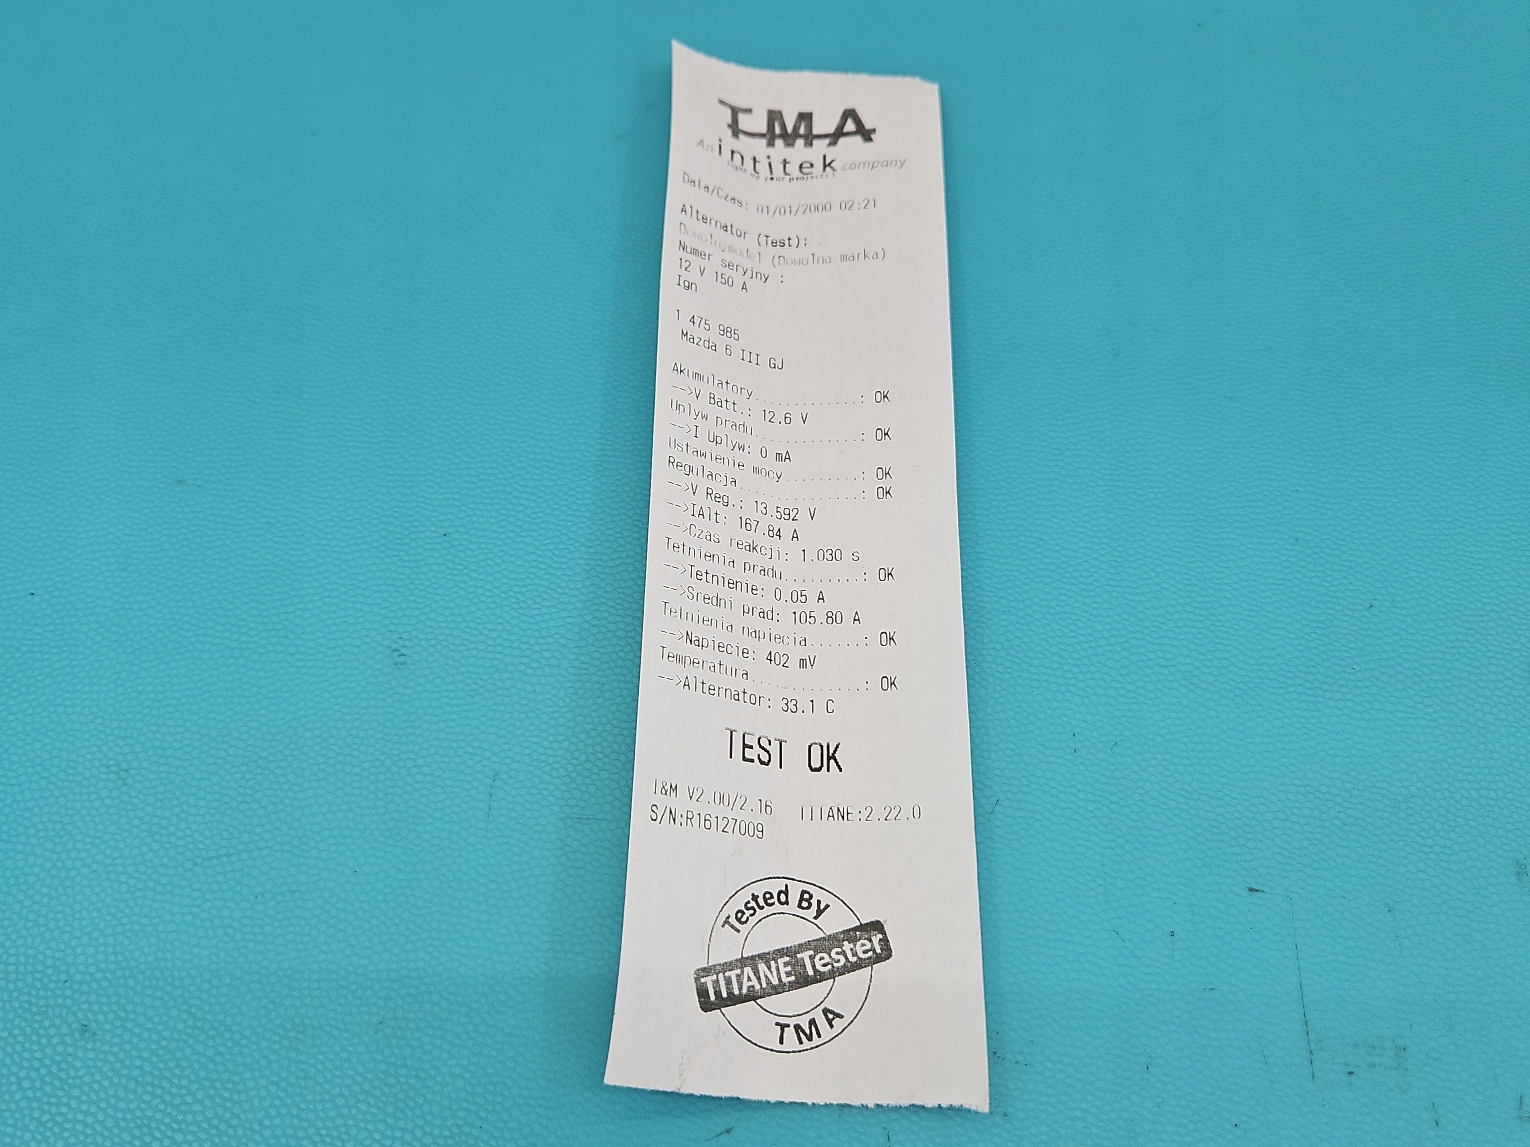 TMA
An intitek company
light up your projects !
Data/Czas: 01/01/2000 02:21
Alternator (Test):
Dowolnymodel (Dowolna marka)
Numer seryjny :
12 V 150 A
Ign
1 475 985
Mazda 6 III GJ
Akumulatory............: OK
-->V Batt.: 12.6 V
Uplyw pradu............: OK
-->I Uplyw: 0 mA
Ustawienie mocy........: OK
Regulacja..............: OK
-->V Reg.: 13.592 V
-->IAlt: 167.84 A
-->Czas reakcji: 1.030 s
Tetnienia pradu.........: OK
-->Tetnienie: 0.05 A
-->Sredni prad: 105.80 A
Tetnienia napiecia......: OK
-->Napiecie: 402 mV
Temperatura.............: OK
-->Alternator: 33.1 C
TEST OK
I&M V2.00/2.16 TITANE:2.22.0
S/N:R16127009
Tested By
TITANE Tester
TMA